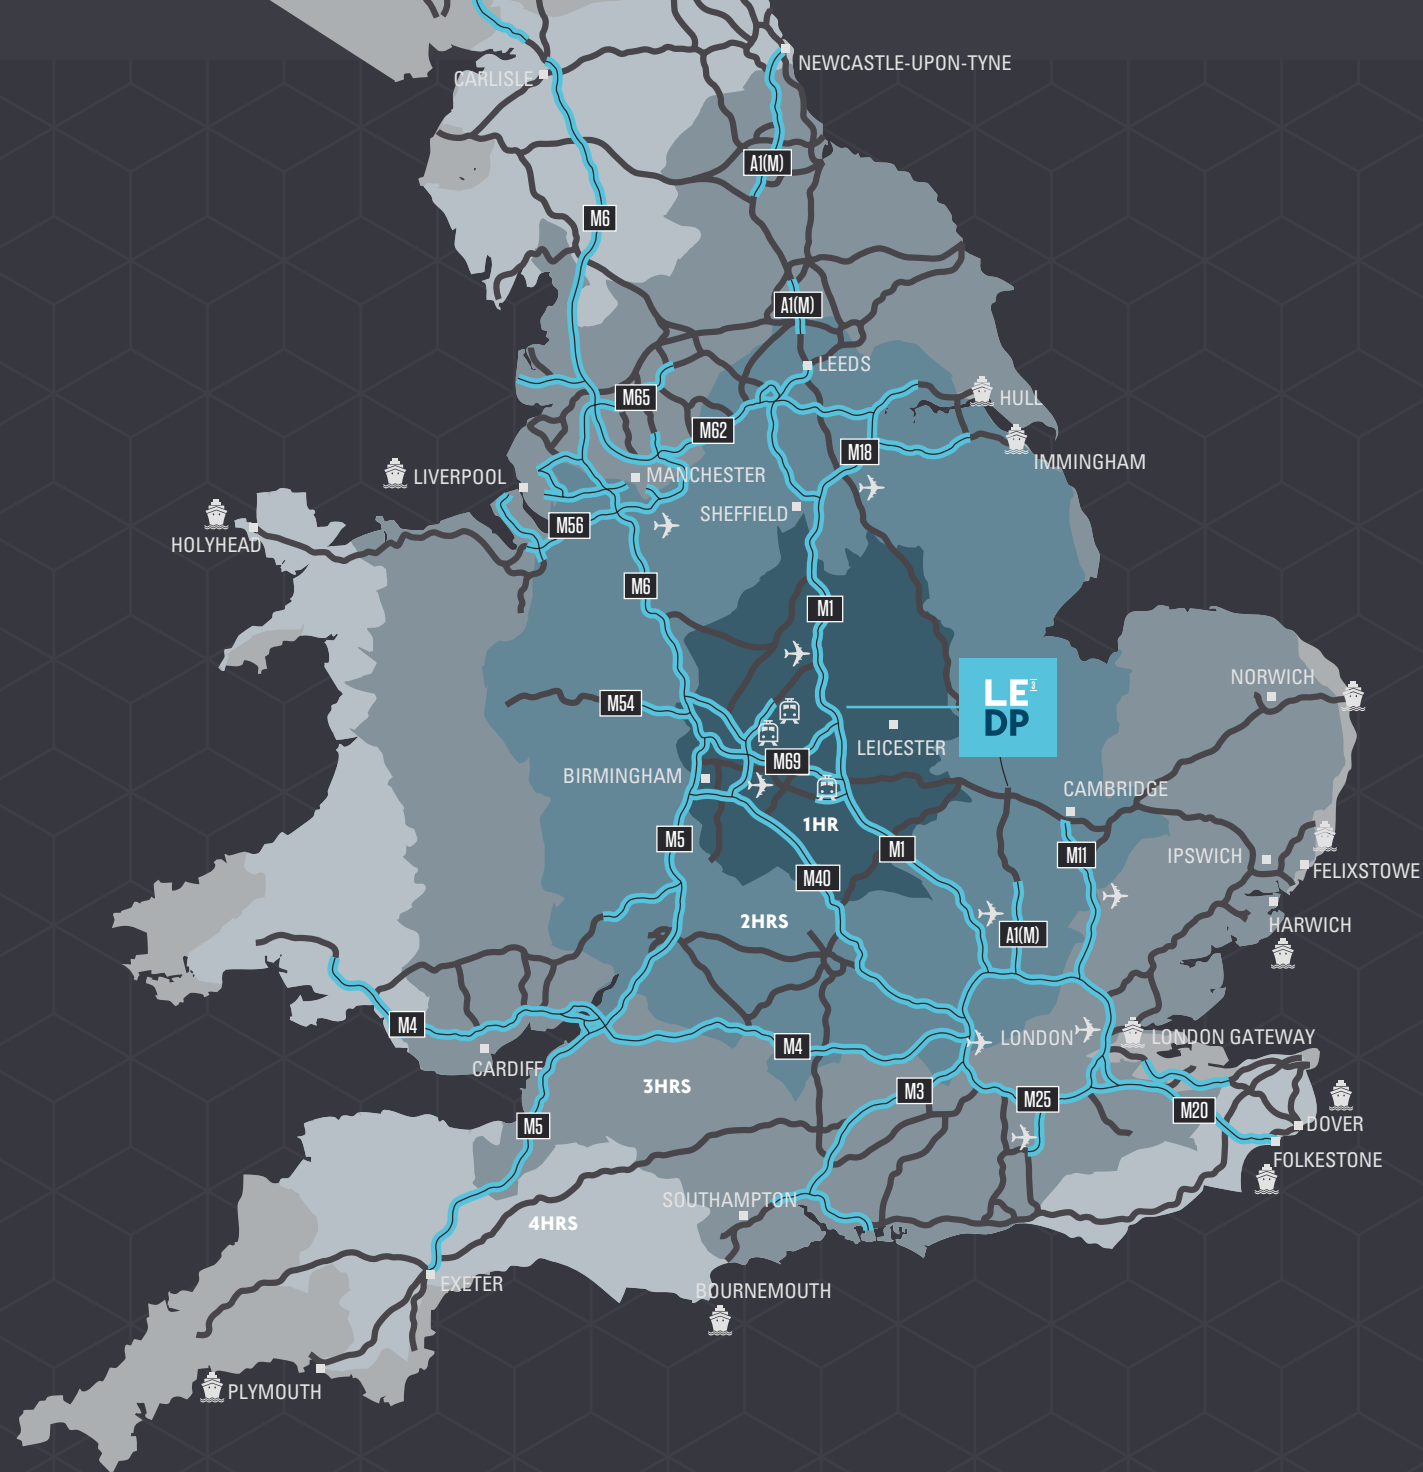 NEWCASTLE-UPON-TYNE
CARLISLE
A1(M)
M6
A1(M)
LEEDS
M65
HULL
M62
M18
IMMINGHAM
LIVERPOOL
MANCHESTER
SHEFFIELD
M56
HOLYHEAD
M6
M1
NORWICH
M54
LE
DP
LEICESTER
M69
BIRMINGHAM
CAMBRIDGE
1HR
M5
M1
M11
IPSWICH
FELIXSTOWE
M40
2HRS
A1(M)
HARWICH
M4
LONDON
LONDON GATEWAY
M4
CARDIFF
3HRS
M3
M25
M20
M5
DOVER
FOLKESTONE
SOUTHAMPTON
4HRS
EXETER
BOURNEMOUTH
PLYMOUTH